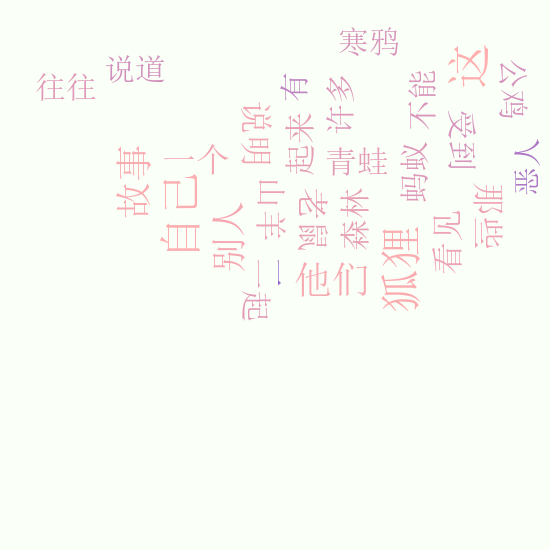 寒鸦
往往
说道
这
公鸡
有
许多
不能
受到
说明
起来
青蛙
蚂蚁
恶人
故事
一个
自己
别人
山羊
老鼠
森林
狐狸
看见
那些
一起
一
他们